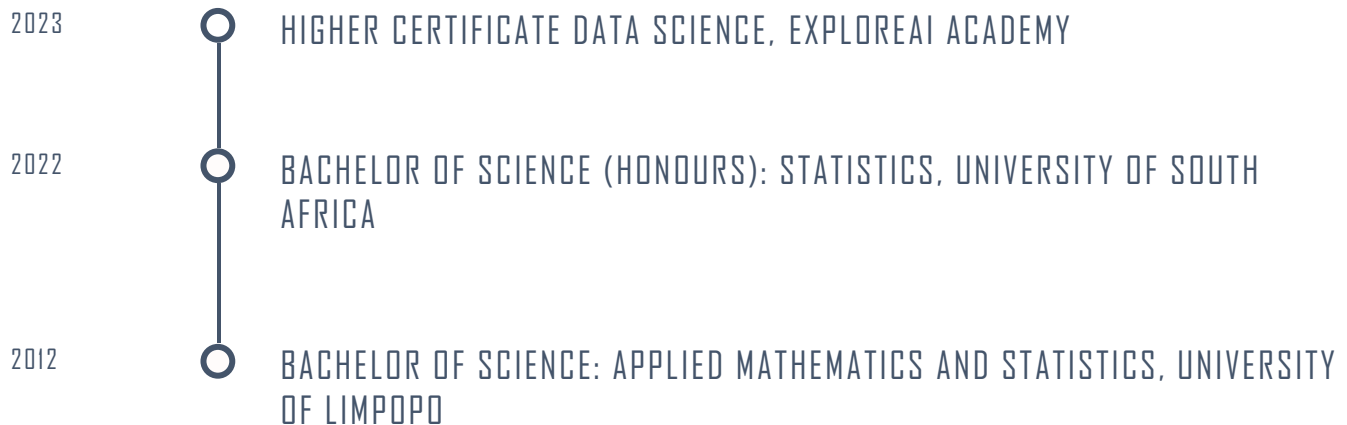 2023
HIGHER CERTIFICATE DATA SCIENCE, EXPLOREAI ACADEMY
2022
BACHELOR OF SCIENCE (HONOURS): STATISTICS, UNIVERSITY OF SOUTH
AFRICA
2012
BACHELOR OF SCIENCE: APPLIED MATHEMATICS AND STATISTICS, UNIVERSITY
OF LIMPOPO